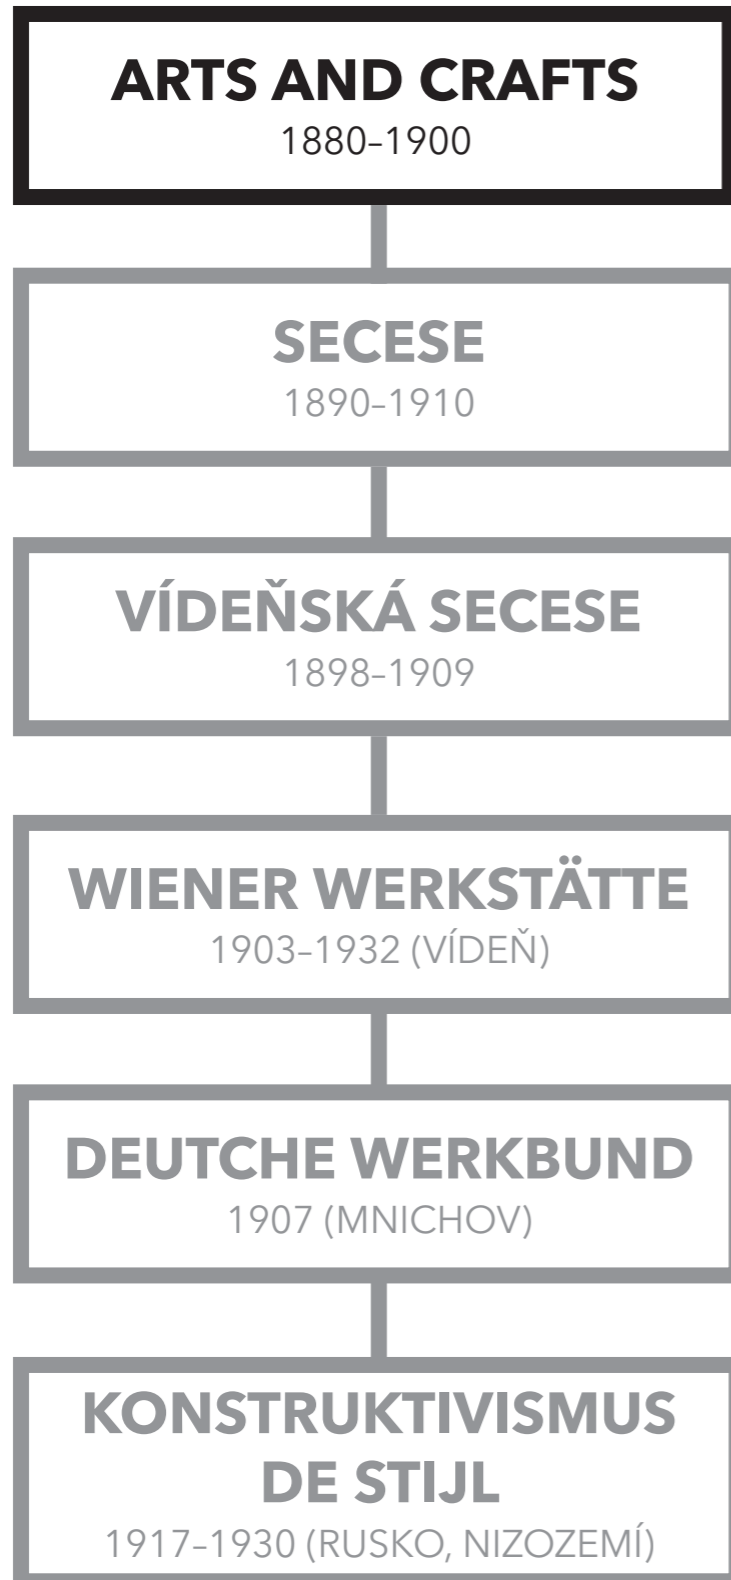 ARTS AND CRAFTS
1880–1900
SECESE
1890–1910
VÍDEŇSKÁ SECESE
1898–1909
WIENER WERKSTÄTTE
1903–1932 (VÍDEŇ)
DEUTCHE WERKBUND
1907 (MNICHOV)
KONSTRUKTIVISMUS
DE STIJL
1917–1930 (RUSKO, NIZOZEMÍ)